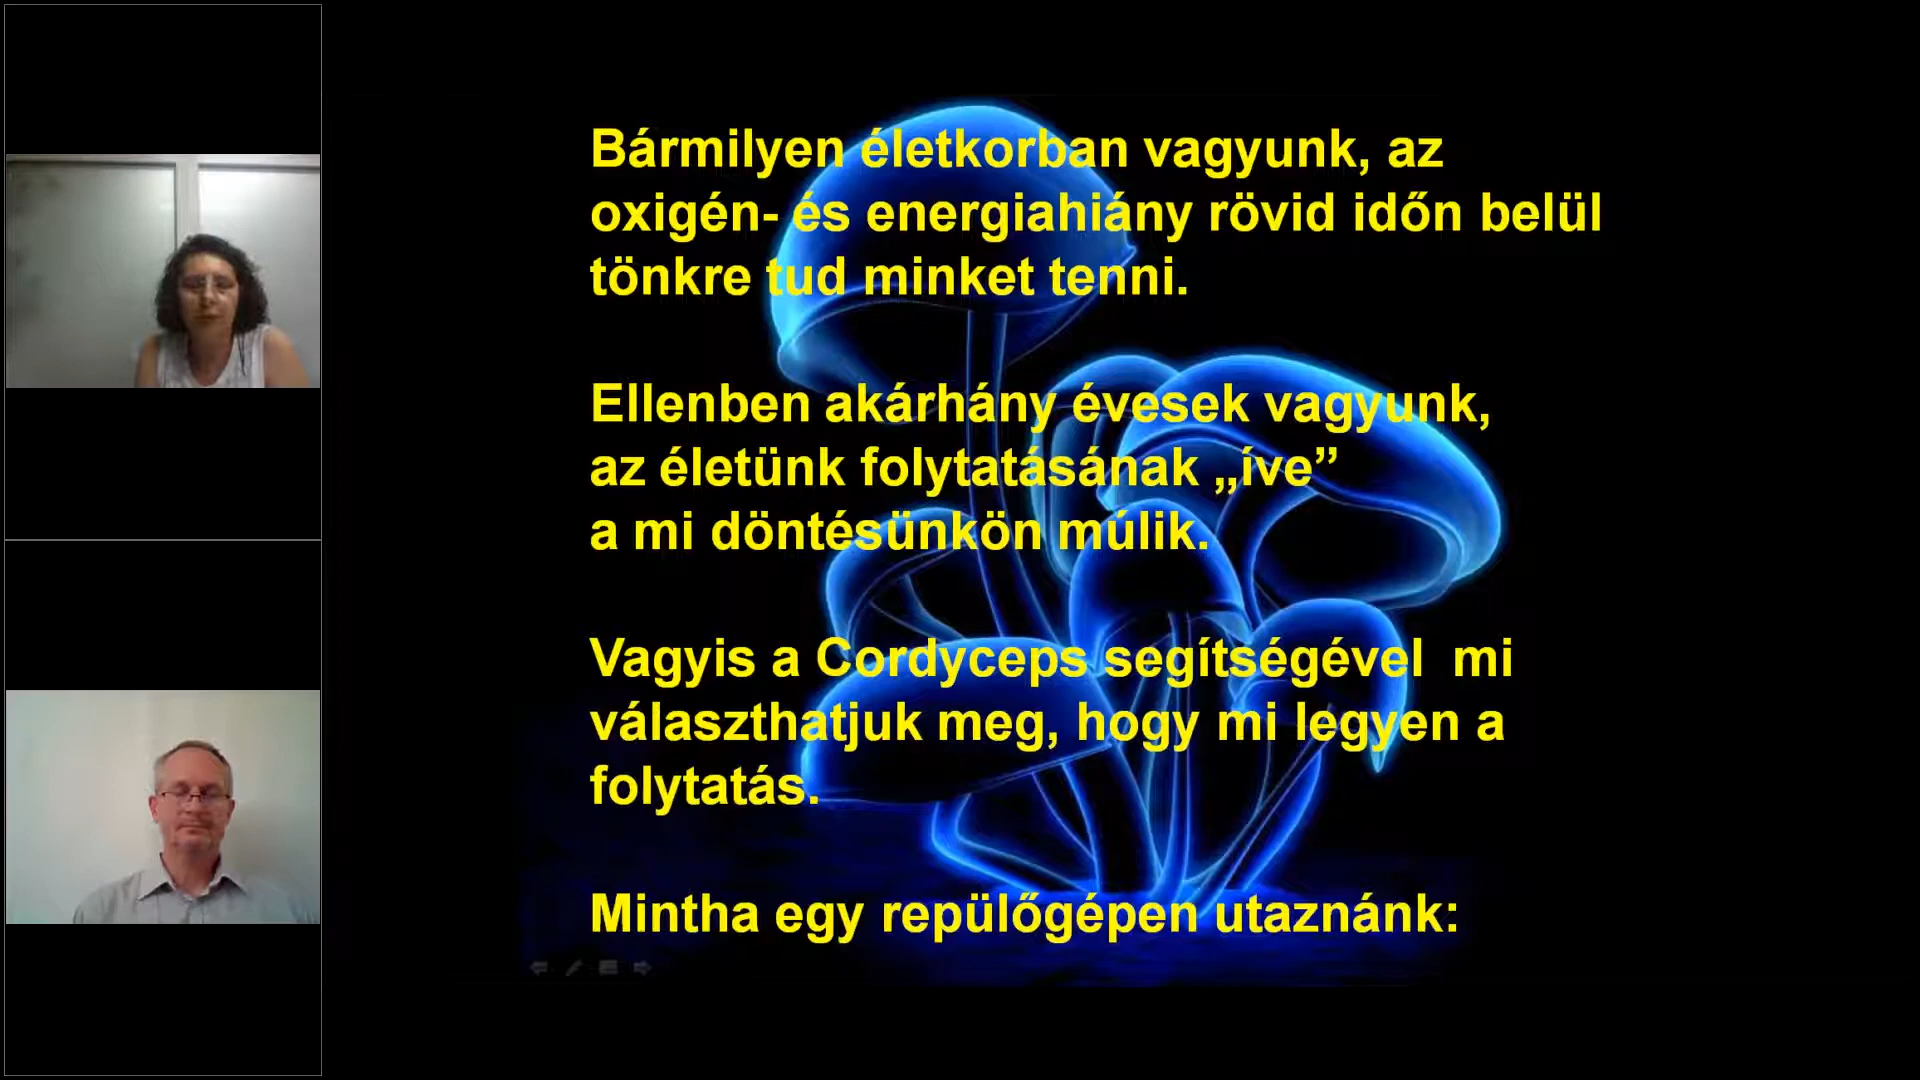 Bármilyen életkorban vagyunk, az
oxigén- és energiahiány rövid időn belül
tönkre tud minket tenni.
Ellenben akárhány évesek vagyunk,
az életünk folytatásának „íve”
a mi döntésünkön múlik.
Vagyis a Cordyceps segítségével  mi
választhatjuk meg, hogy mi legyen a
folytatás.
Mintha egy repülőgépen utaznánk: